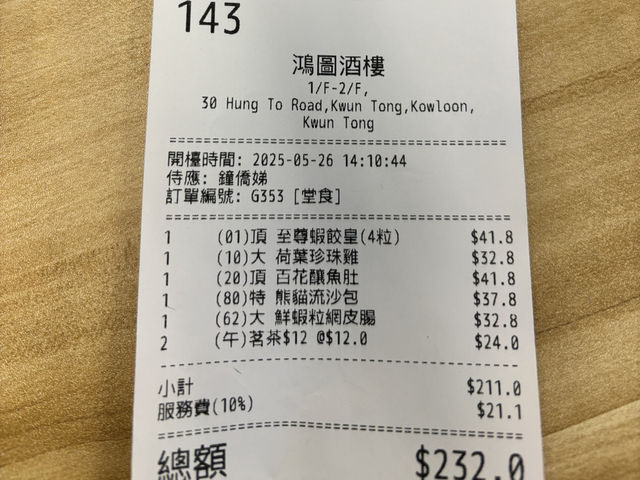 143
鴻圖酒樓
1/F-2/F,
30 Hung To Road,Kwun Tong,Kowloon,
Kwun Tong
開檯時間: 2025-05-26 14:10:44
侍應: 鐘僑娣
訂單編號: G353 [堂食]
1 (01)頂 至尊蝦餃皇(4粒) $41.8
1 (10)大 荷葉珍珠雞 $32.8
1 (20)頂 百花釀魚肚 $41.8
1 (80)特 熊貓流沙包 $37.8
1 (62)大 鮮蝦粒網皮腸 $32.8
2 (午)茗茶$12 @$12.0 $24.0
小計 $211.0
服務費(10%) $21.1
總額 $232.0